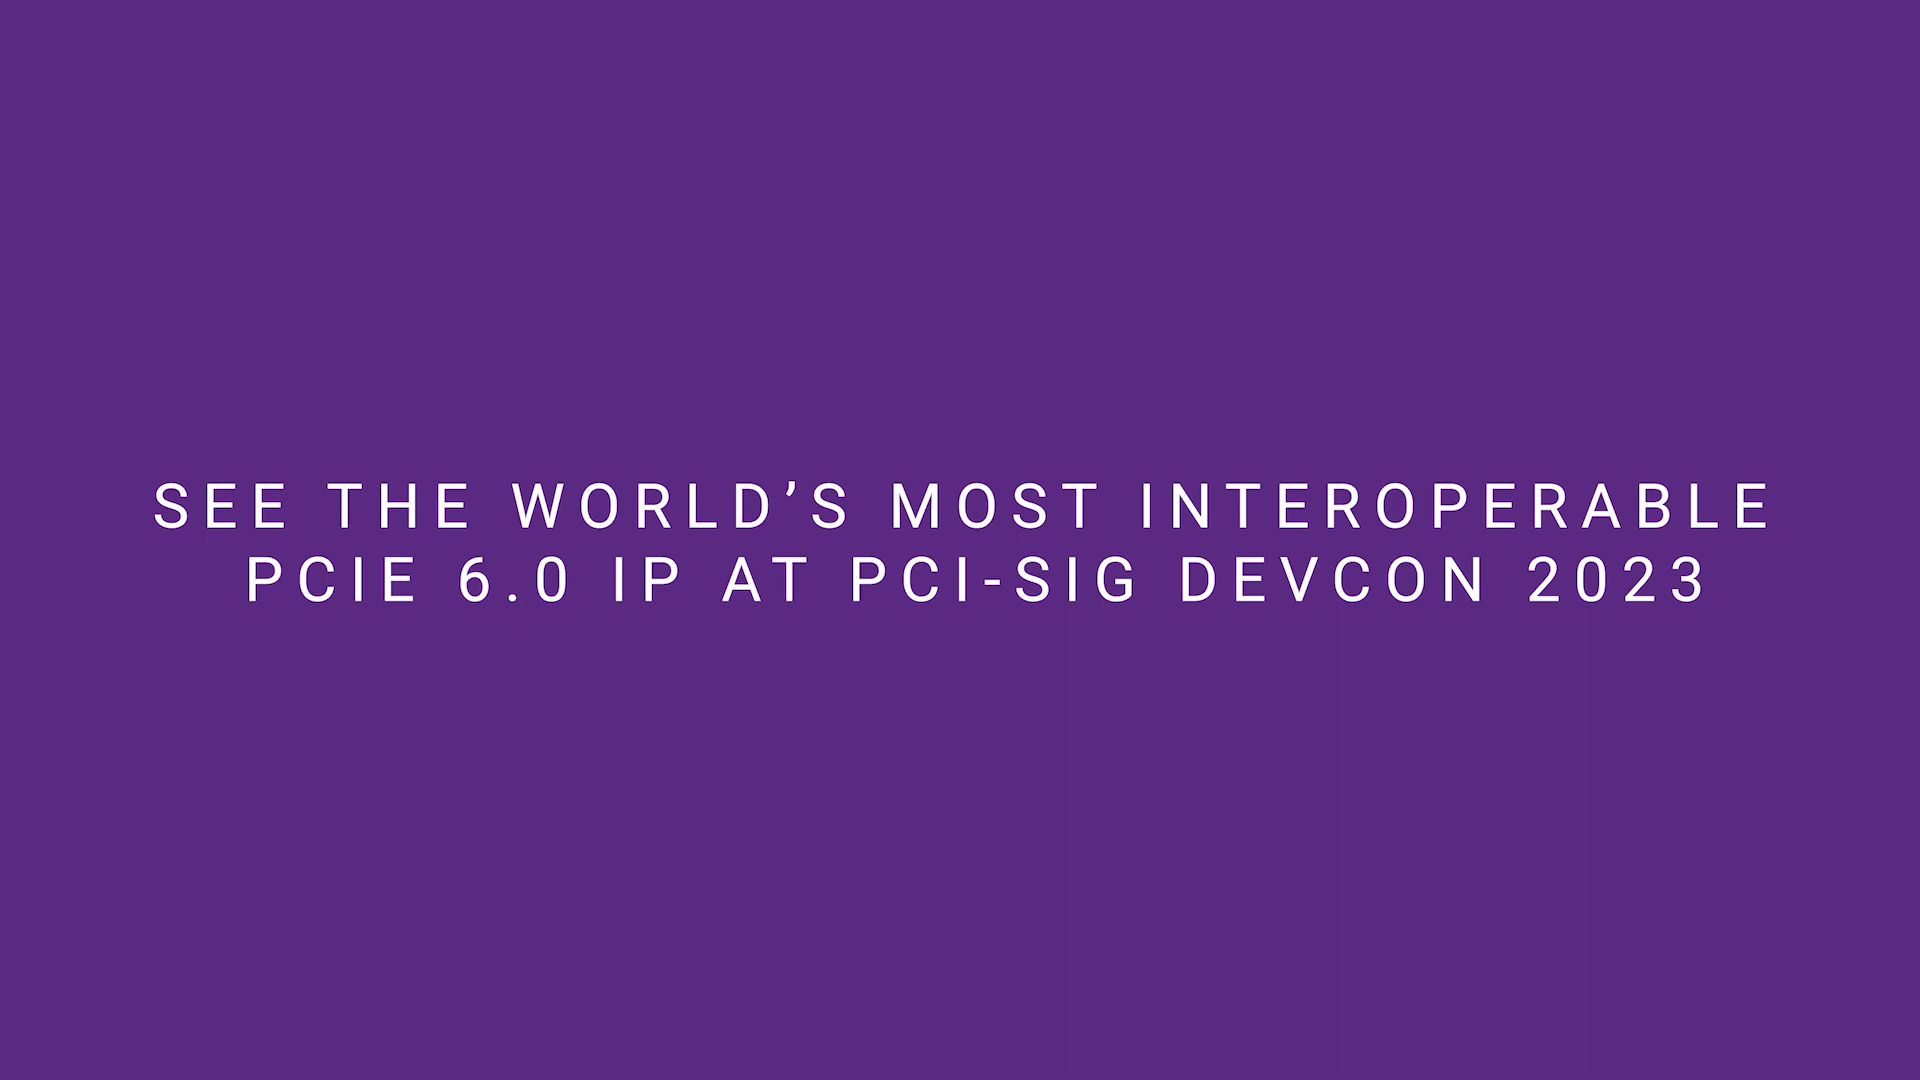 SEE THE WORLD’S MOST INTEROPERABLE
PCIE 6.0 IP AT PCI-SIG DEVCON 2023